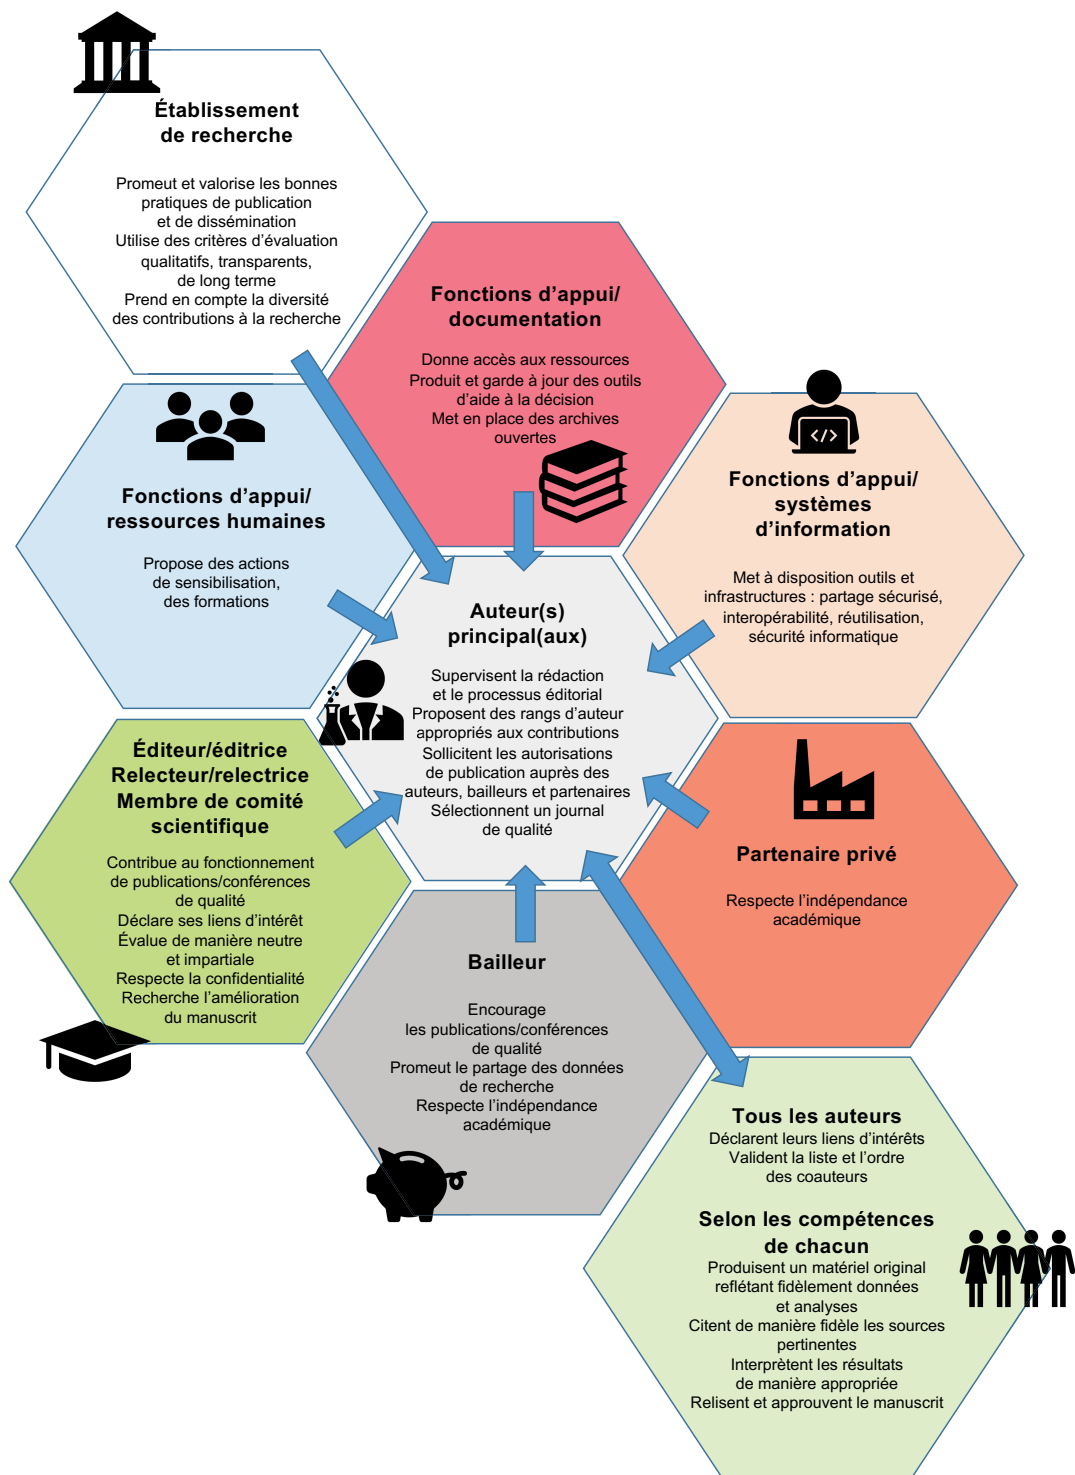 Établissement
de recherche
Promeut et valorise les bonnes
pratiques de publication
et de dissémination
Utilise des critères d’évaluation
qualitatifs, transparents,
de long terme
Prend en compte la diversité
des contributions à la recherche
Fonctions d’appui/
documentation
Donne accès aux ressources
Produit et garde à jour des outils
d’aide à la décision
Met en place des archives
ouvertes
Fonctions d’appui/
ressources humaines
Propose des actions
de sensibilisation,
des formations
</>
Fonctions d’appui/
systèmes
d’information
Met à disposition outils et
infrastructures : partage sécurisé,
interopérabilité, réutilisation,
sécurité informatique
Auteur(s)
principal(aux)
Supervisent la rédaction
et le processus éditorial
Proposent des rangs d’auteur
appropriés aux contributions
Sollicitent les autorisations
de publication auprès des
auteurs, bailleurs et partenaires
Sélectionnent un journal
de qualité
Éditeur/éditrice
Relecteur/relectrice
Membre de comité
scientifique
Contribue au fonctionnement
de publications/conférences
de qualité
Déclare ses liens d’intérêt
Évalue de manière neutre
et impartiale
Respecte la confidentialité
Recherche l’amélioration
du manuscrit
Partenaire privé
Respecte l’indépendance
académique
Bailleur
Encourage
les publications/conférences
de qualité
Promeut le partage des données
de recherche
Respecte l’indépendance
académique
Tous les auteurs
Déclarent leurs liens d’intérêts
Valident la liste et l’ordre
des coauteurs
Selon les compétences
de chacun
Produisent un matériel original
reflétant fidèlement données
et analyses
Citent de manière fidèle les sources
pertinentes
Interprètent les résultats
de manière appropriée
Relisent et approuvent le manuscrit